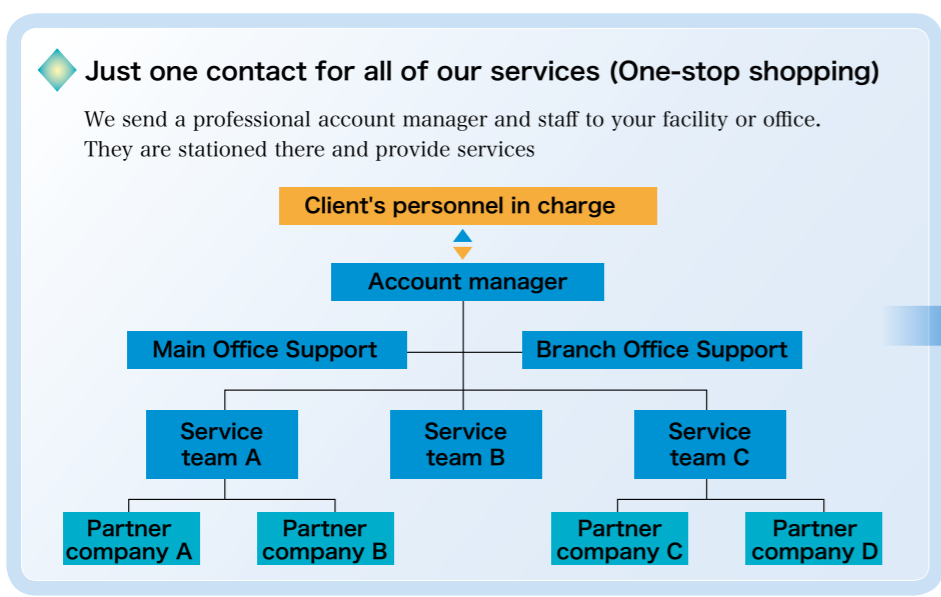 Just one contact for all of our services (One-stop shopping)
We send a professional account manager and staff to your facility or office.
They are stationed there and provide services
Client's personnel in charge
Account manager
Main Office Support
Branch Office Support
Service
team A
Service
team B
Service
team C
Partner
company A
Partner
company B
Partner
company C
Partner
company D